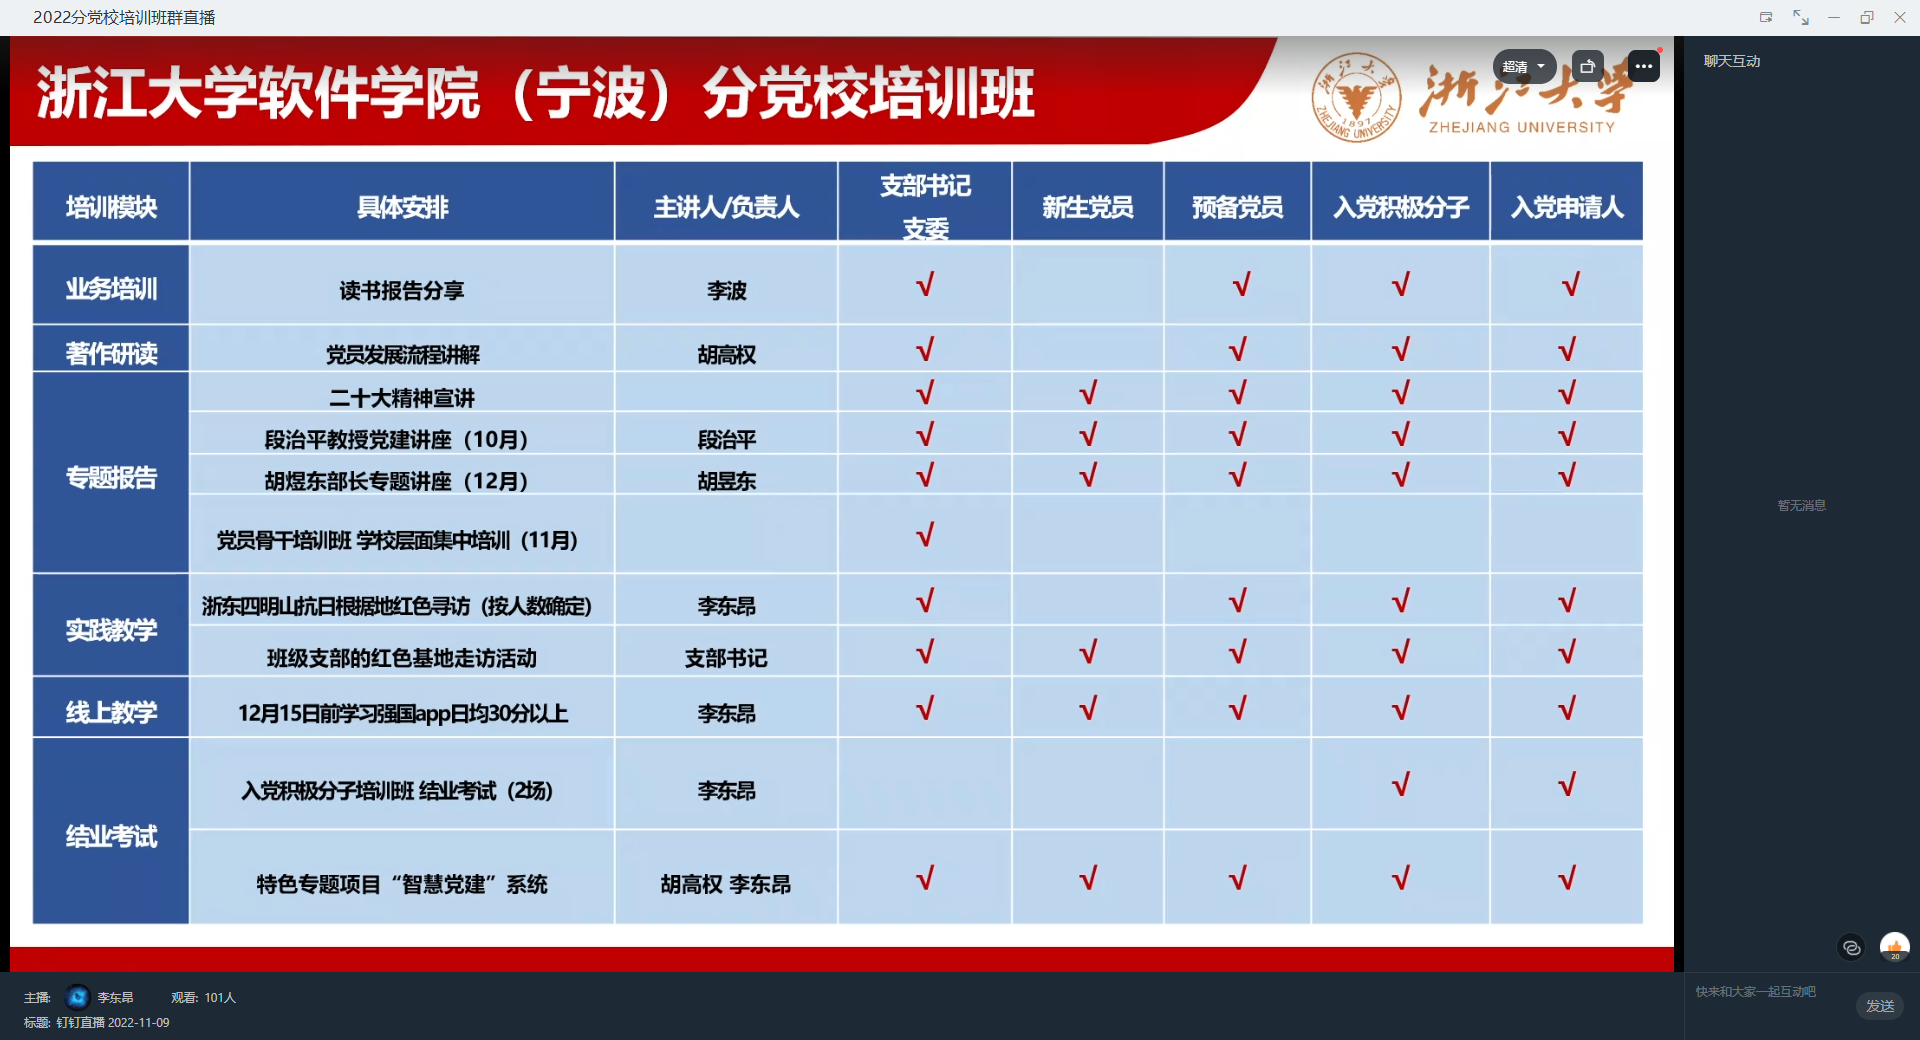 2022分党校培训班群直播
浙江大学软件学院（宁波）分党校培训班
超清
浙江大学
1897
ZHEJIANG UNIVERSITY
浙江大学
ZHEJIANG UNIVERSITY
聊天互动
培训模块 具体安排 主讲人/负责人 支部书记 新生党员 预备党员 入党积极分子 入党申请人
支委
业务培训 读书报告分享 李波 √ √ √ √
著作研读 党员发展流程讲解 胡高权 √ √ √ √
专题报告 二十大精神宣讲 √ √ √ √ √
段治平教授党建讲座（10月） 段治平 √ √ √ √ √
胡煜东部长专题讲座（12月） 胡昱东 √ √ √ √ √
党员骨干培训班 学校层面集中培训（11月） √
实践教学 浙东四明山抗日根据地红色寻访（按人数确定） 李东昂 √ √ √ √
班级支部的红色基地走访活动 支部书记 √ √ √ √ √
线上教学 12月15日前学习强国app日均30分以上 李东昂 √ √ √ √ √
结业考试 入党积极分子培训班 结业考试（2场） 李东昂 √ √
特色专题项目“智慧党建”系统 胡高权 李东昂 √ √ √ √ √
暂无消息
20
主播: 李东昂 观看: 101人
标题: 钉钉直播 2022-11-09
快来和大家一起互动吧
发送